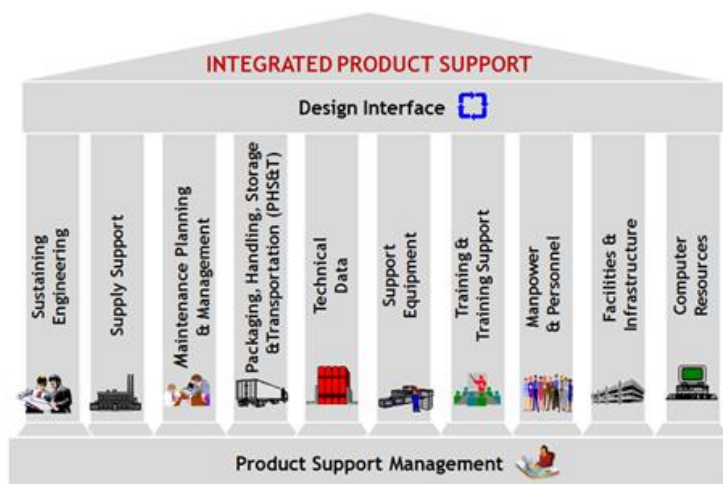 INTEGRATED PRODUCT SUPPORT
Design Interface
Sustaining
Engineering
Supply Support
Maintenance Planning
& Management
Packaging, Handling, Storage
&Transportation (PHS&T)
Technical
Data
Support
Equipment
Training &
Training Support
Manpower
& Personnel
Facilities &
Infrastructure
Computer
Resources
Product Support Management